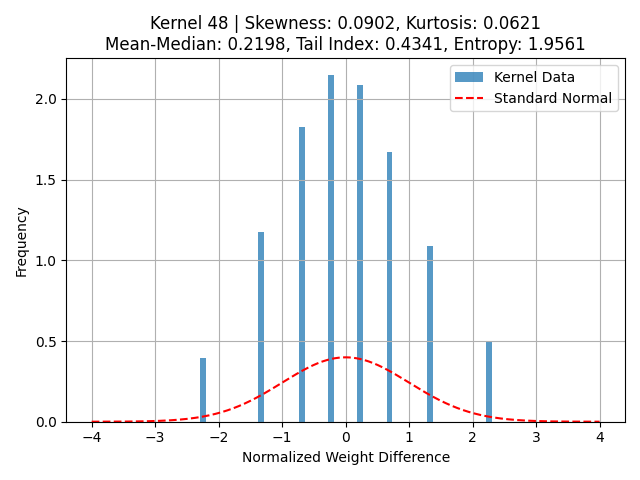 Kernel 48 | Skewness: 0.0902, Kurtosis: 0.0621
Mean-Median: 0.2198, Tail Index: 0.4341, Entropy: 1.9561
Kernel Data
Standard Normal
2.0
1.5
1.0
0.5
0.0
Frequency
−4 −3 −2 −1 0 1 2 3 4
Normalized Weight Difference